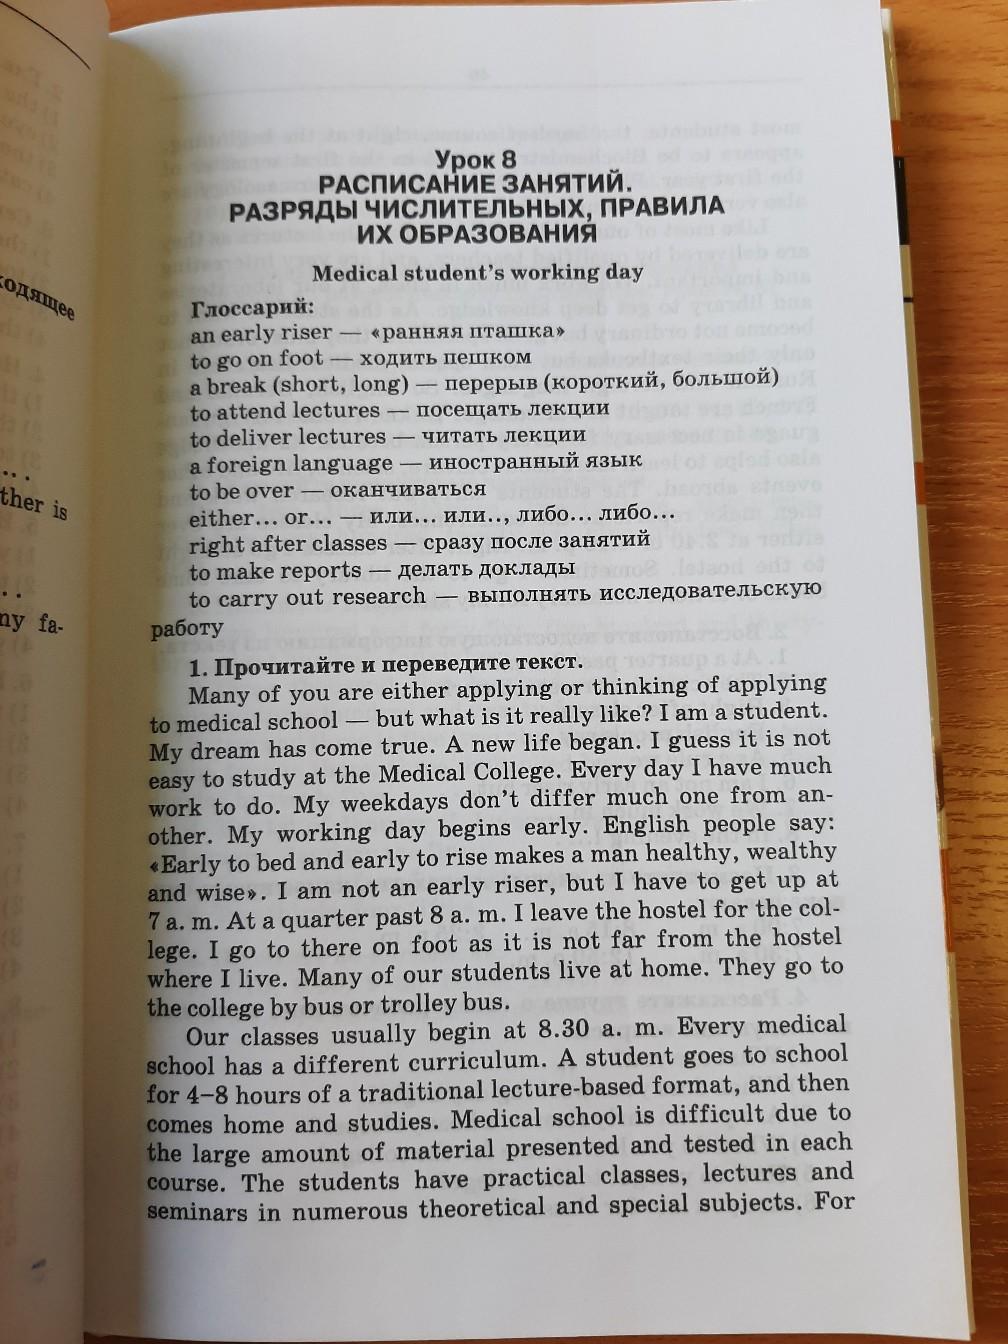 ходящее
ther is
my fa-
Урок 8
РАСПИСАНИЕ ЗАНЯТИЙ.
РАЗРЯДЫ ЧИСЛИТЕЛЬНЫХ, ПРАВИЛА
ИХ ОБРАЗОВАНИЯ
Medical student's working day
Глоссарий:
an early riser — «ранняя пташка»
to go on foot — ходить пешком
a break (short, long) — перерыв (короткий, большой)
to attend lectures — посещать лекции
to deliver lectures — читать лекции
a foreign language — иностранный язык
to be over — оканчиваться
either... or... — или... или.., либо... либо...
right after classes — сразу после занятий
to make reports — делать доклады
to carry out research — выполнять исследовательскую
работу
1. Прочитайте и переведите текст.
Many of you are either applying or thinking of applying
to medical school — but what is it really like? I am a student.
My dream has come true. A new life began. I guess it is not
easy to study at the Medical College. Every day I have much
work to do. My weekdays don't differ much one from an-
other. My working day begins early. English people say:
«Early to bed and early to rise makes a man healthy, wealthy
and wise». I am not an early riser, but I have to get up at
7 a. m. At a quarter past 8 a. m. I leave the hostel for the col-
lege. I go to there on foot as it is not far from the hostel
where I live. Many of our students live at home. They go to
the college by bus or trolley bus.
Our classes usually begin at 8.30 a. m. Every medical
school has a different curriculum. A student goes to school
for 4–8 hours of a traditional lecture-based format, and then
comes home and studies. Medical school is difficult due to
the large amount of material presented and tested in each
course. The students have practical classes, lectures and
seminars in numerous theoretical and special subjects. For